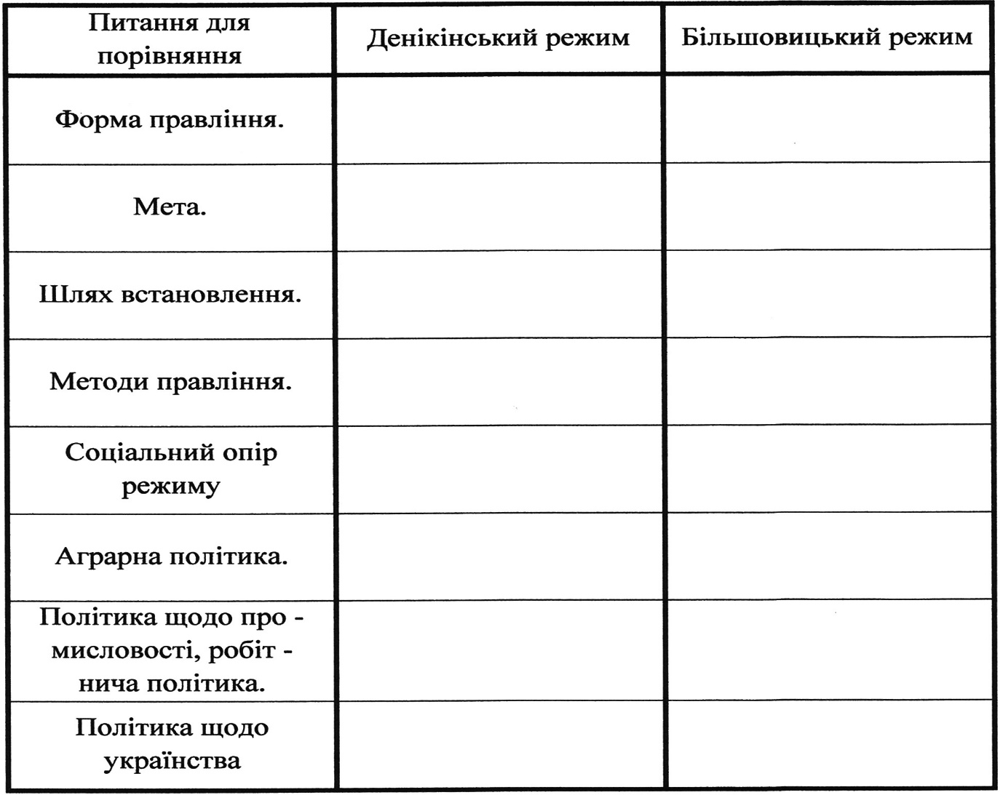 Питання для
порівняння
Денікінський режим
Більшовицький режим
Форма правління.
Мета.
Шлях встановлення.
Методи правління.
Соціальний опір
режиму
Аграрна політика.
Політика щодо про -
мисловості, робіт -
нича політика.
Політика щодо
українства